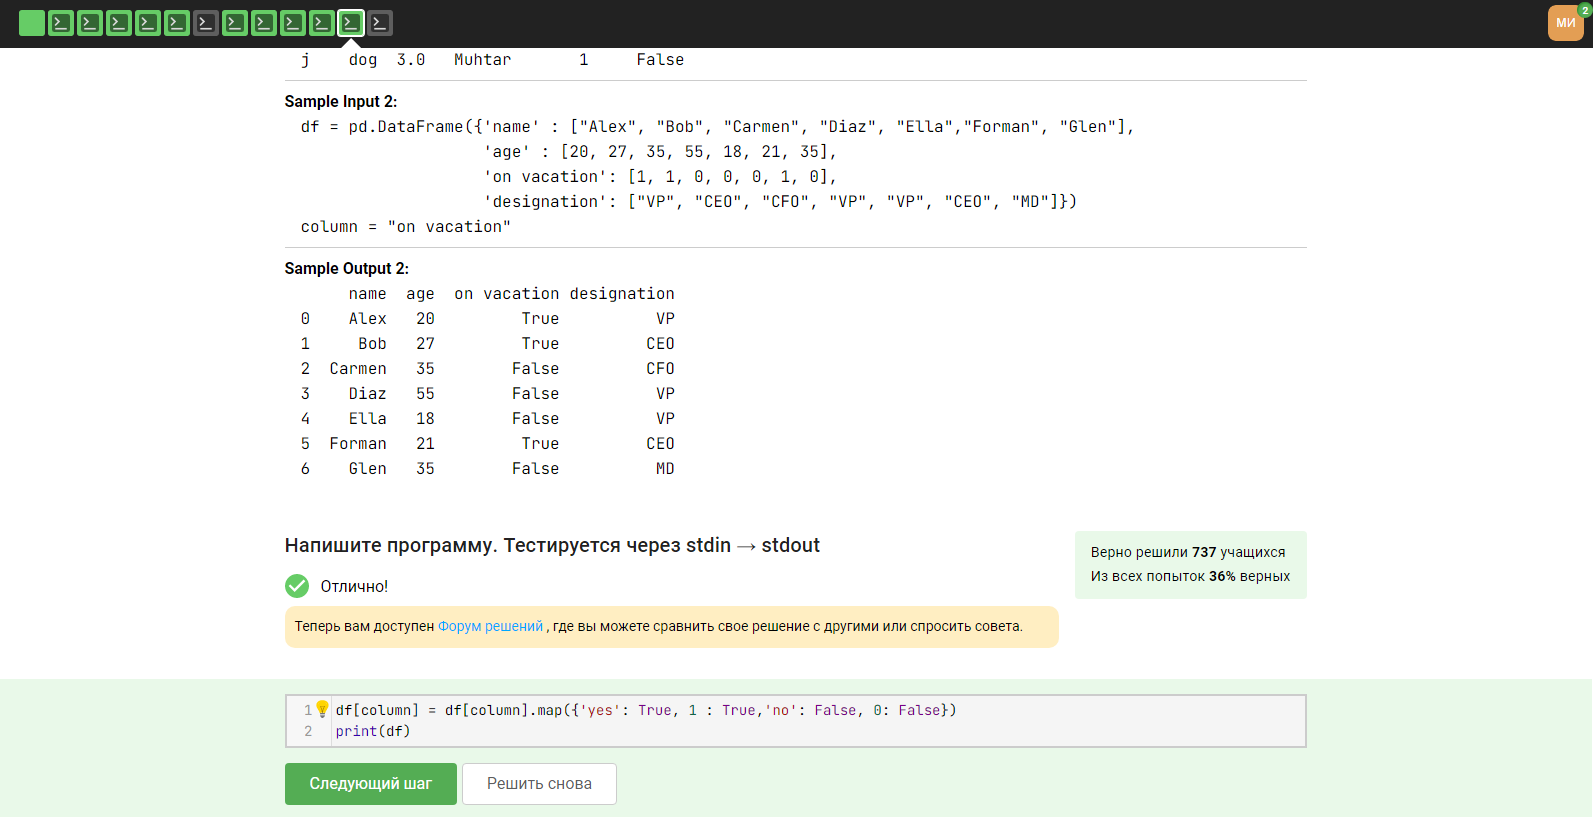 МИ
2
j    dog  3.0   Muhtar       1     False
Sample Input 2:
df = pd.DataFrame({'name' : ["Alex", "Bob", "Carmen", "Diaz", "Ella","Forman", "Glen"],
'age' : [20, 27, 35, 55, 18, 21, 35],
'on vacation': [1, 1, 0, 0, 0, 1, 0],
'designation': ["VP", "CEO", "CFO", "VP", "VP", "CEO", "MD"]})
column = "on vacation"
Sample Output 2:
name  age  on vacation designation
0    Alex   20         True          VP
1     Bob   27         True         CEO
2  Carmen   35        False         CFO
3    Diaz   55        False          VP
4    Ella   18        False          VP
5  Forman   21         True         CEO
6    Glen   35        False          MD
Напишите программу. Тестируется через stdin → stdout
Верно решили 737 учащихся
Из всех попыток 36% верных
Отлично!
Теперь вам доступен Форум решений , где вы можете сравнить свое решение с другими или спросить совета.
1 df[column] = df[column].map({'yes': True, 1 : True,'no': False, 0: False})
2 print(df)
Следующий шаг
Решить снова